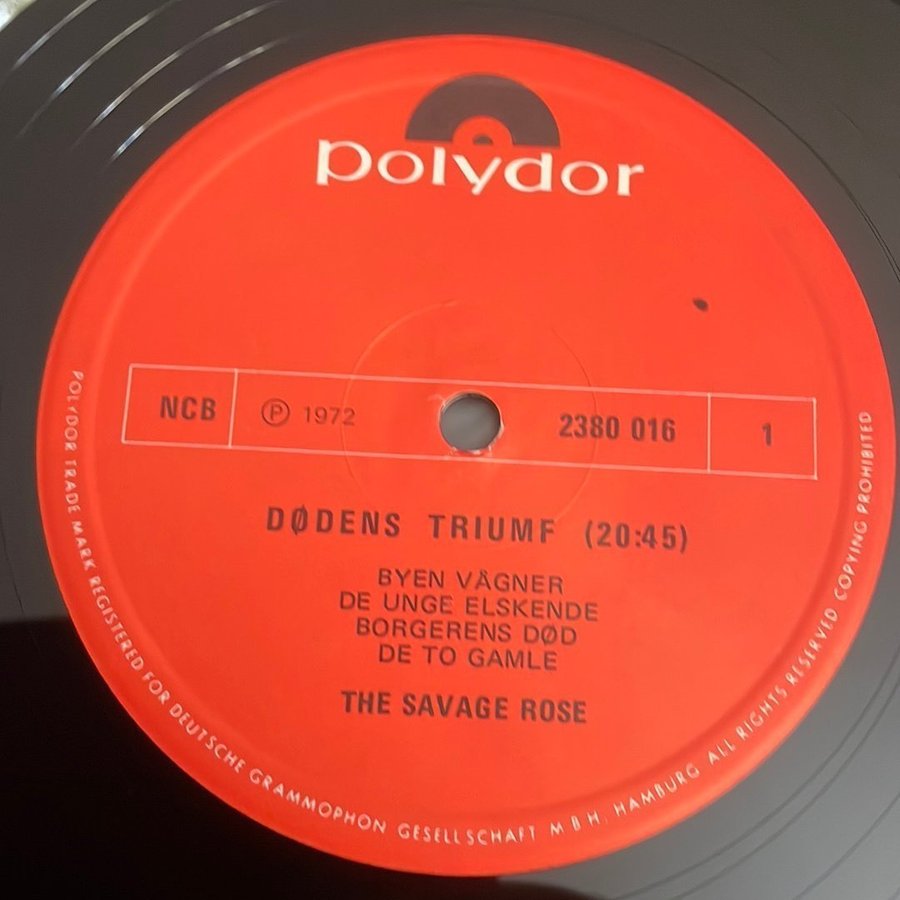 polydor
NCB
℗ 1972
2380 016
1
DØDENS TRIUMF (20:45)
BYEN VÅGNER
DE UNGE ELSKENDE
BORGERENS DØD
DE TO GAMLE
THE SAVAGE ROSE
POLYDOR TRADE MARK REGISTERED FOR DEUTSCHE GRAMMOPHON GESELLSCHAFT M B H, HAMBURG ALL RIGHTS RESERVED COPYING PROHIBITED